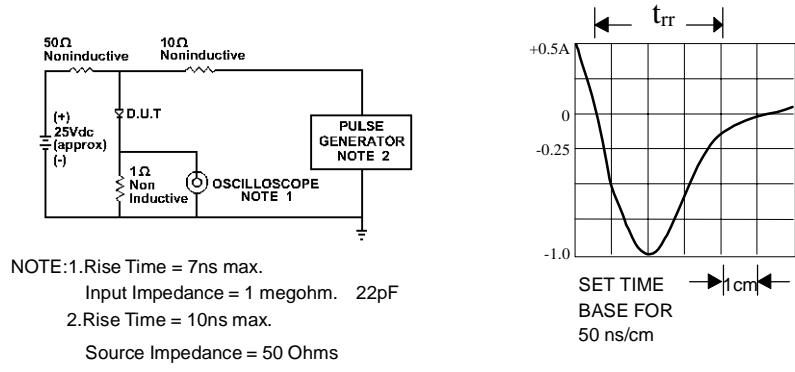 50Ω
Noninductive
10Ω
Noninductive
(+)
25Vdc
(approx)
(-)
D.U.T
1Ω
Non
Inductive
OSCILLOSCOPE
NOTE 1
PULSE
GENERATOR
NOTE 2
NOTE:1.Rise Time = 7ns max.
Input Impedance = 1 megohm. 22pF
2.Rise Time = 10ns max.
Source Impedance = 50 Ohms
trr
+0.5A
0
-0.25
-1.0
1cm
SET TIME
BASE FOR
50 ns/cm